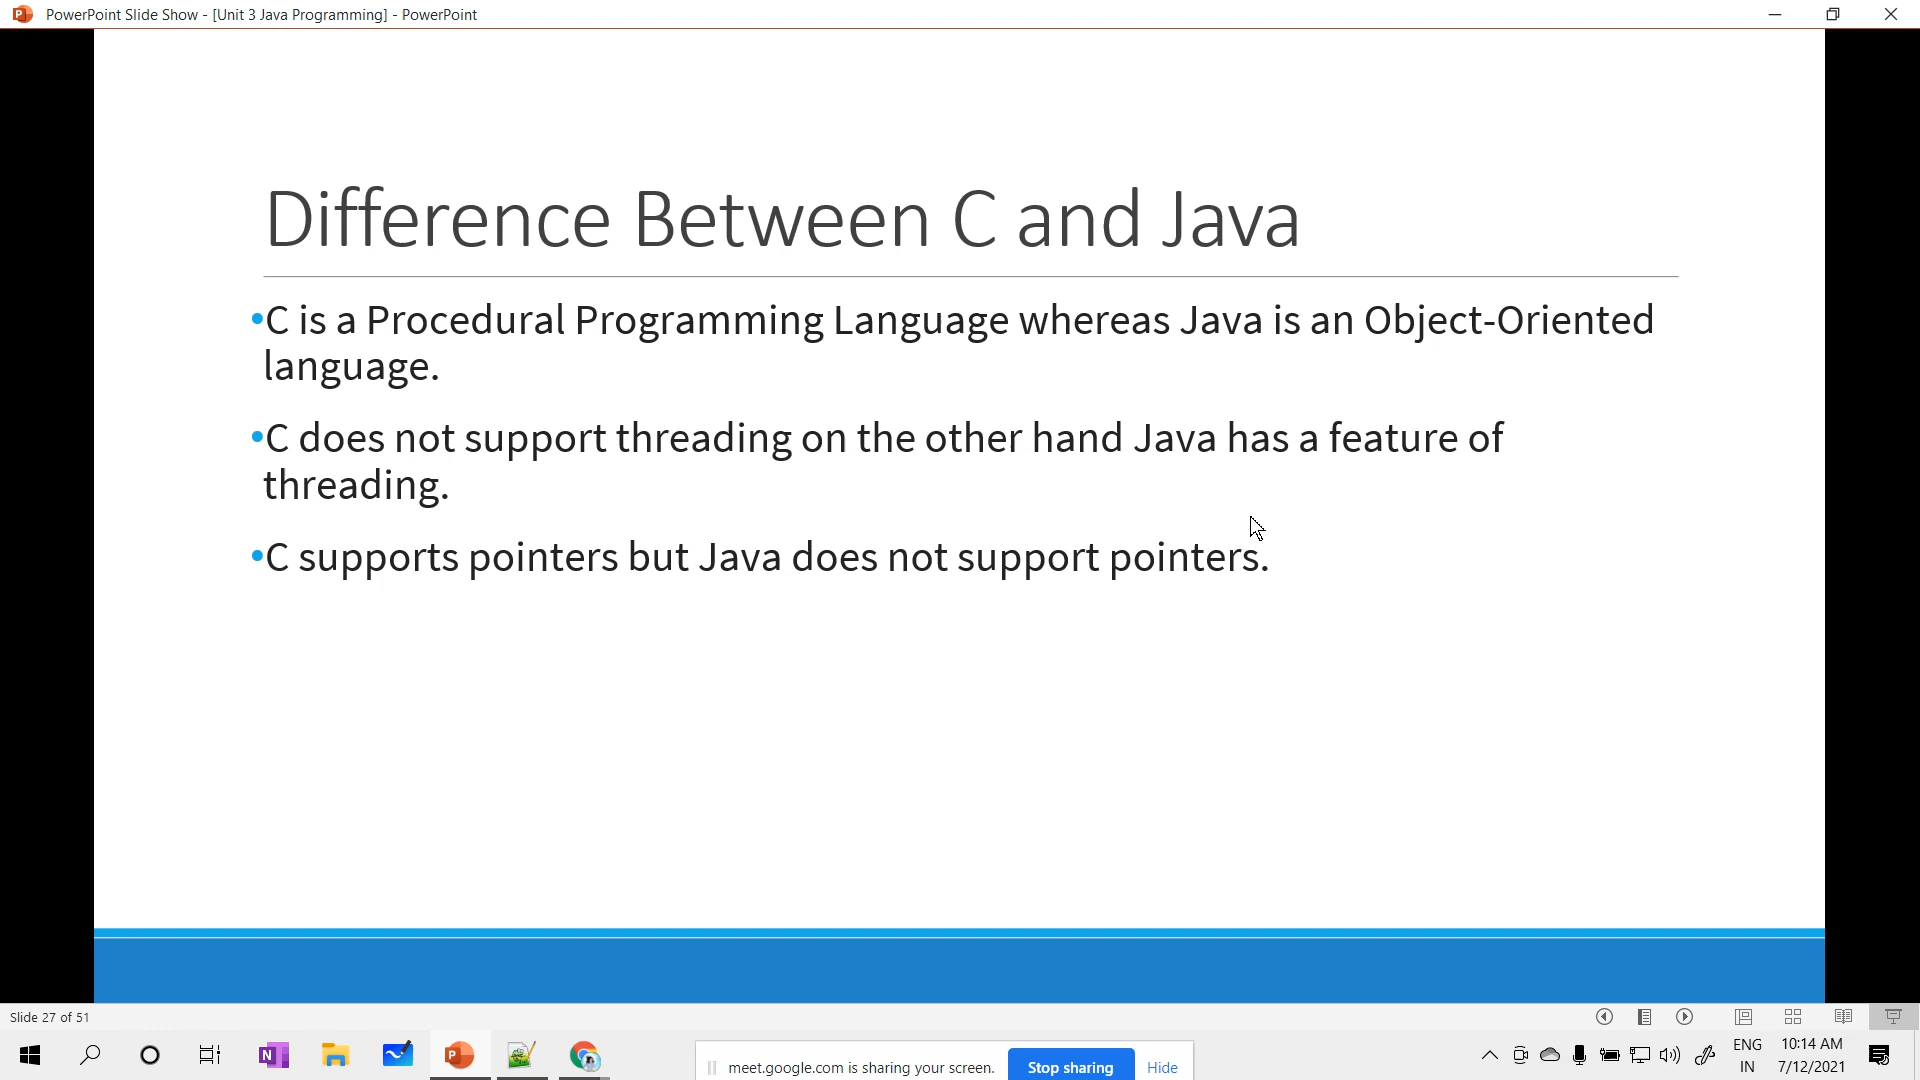 PowerPoint Slide Show - [Unit 3 Java Programming] - PowerPoint
Difference Between C and Java
•C is a Procedural Programming Language whereas Java is an Object-Oriented
language.
•C does not support threading on the other hand Java has a feature of
threading.
•C supports pointers but Java does not support pointers.
Slide 27 of 51
meet.google.com is sharing your screen.
Stop sharing
Hide
ENG
IN
10:14 AM
7/12/2021